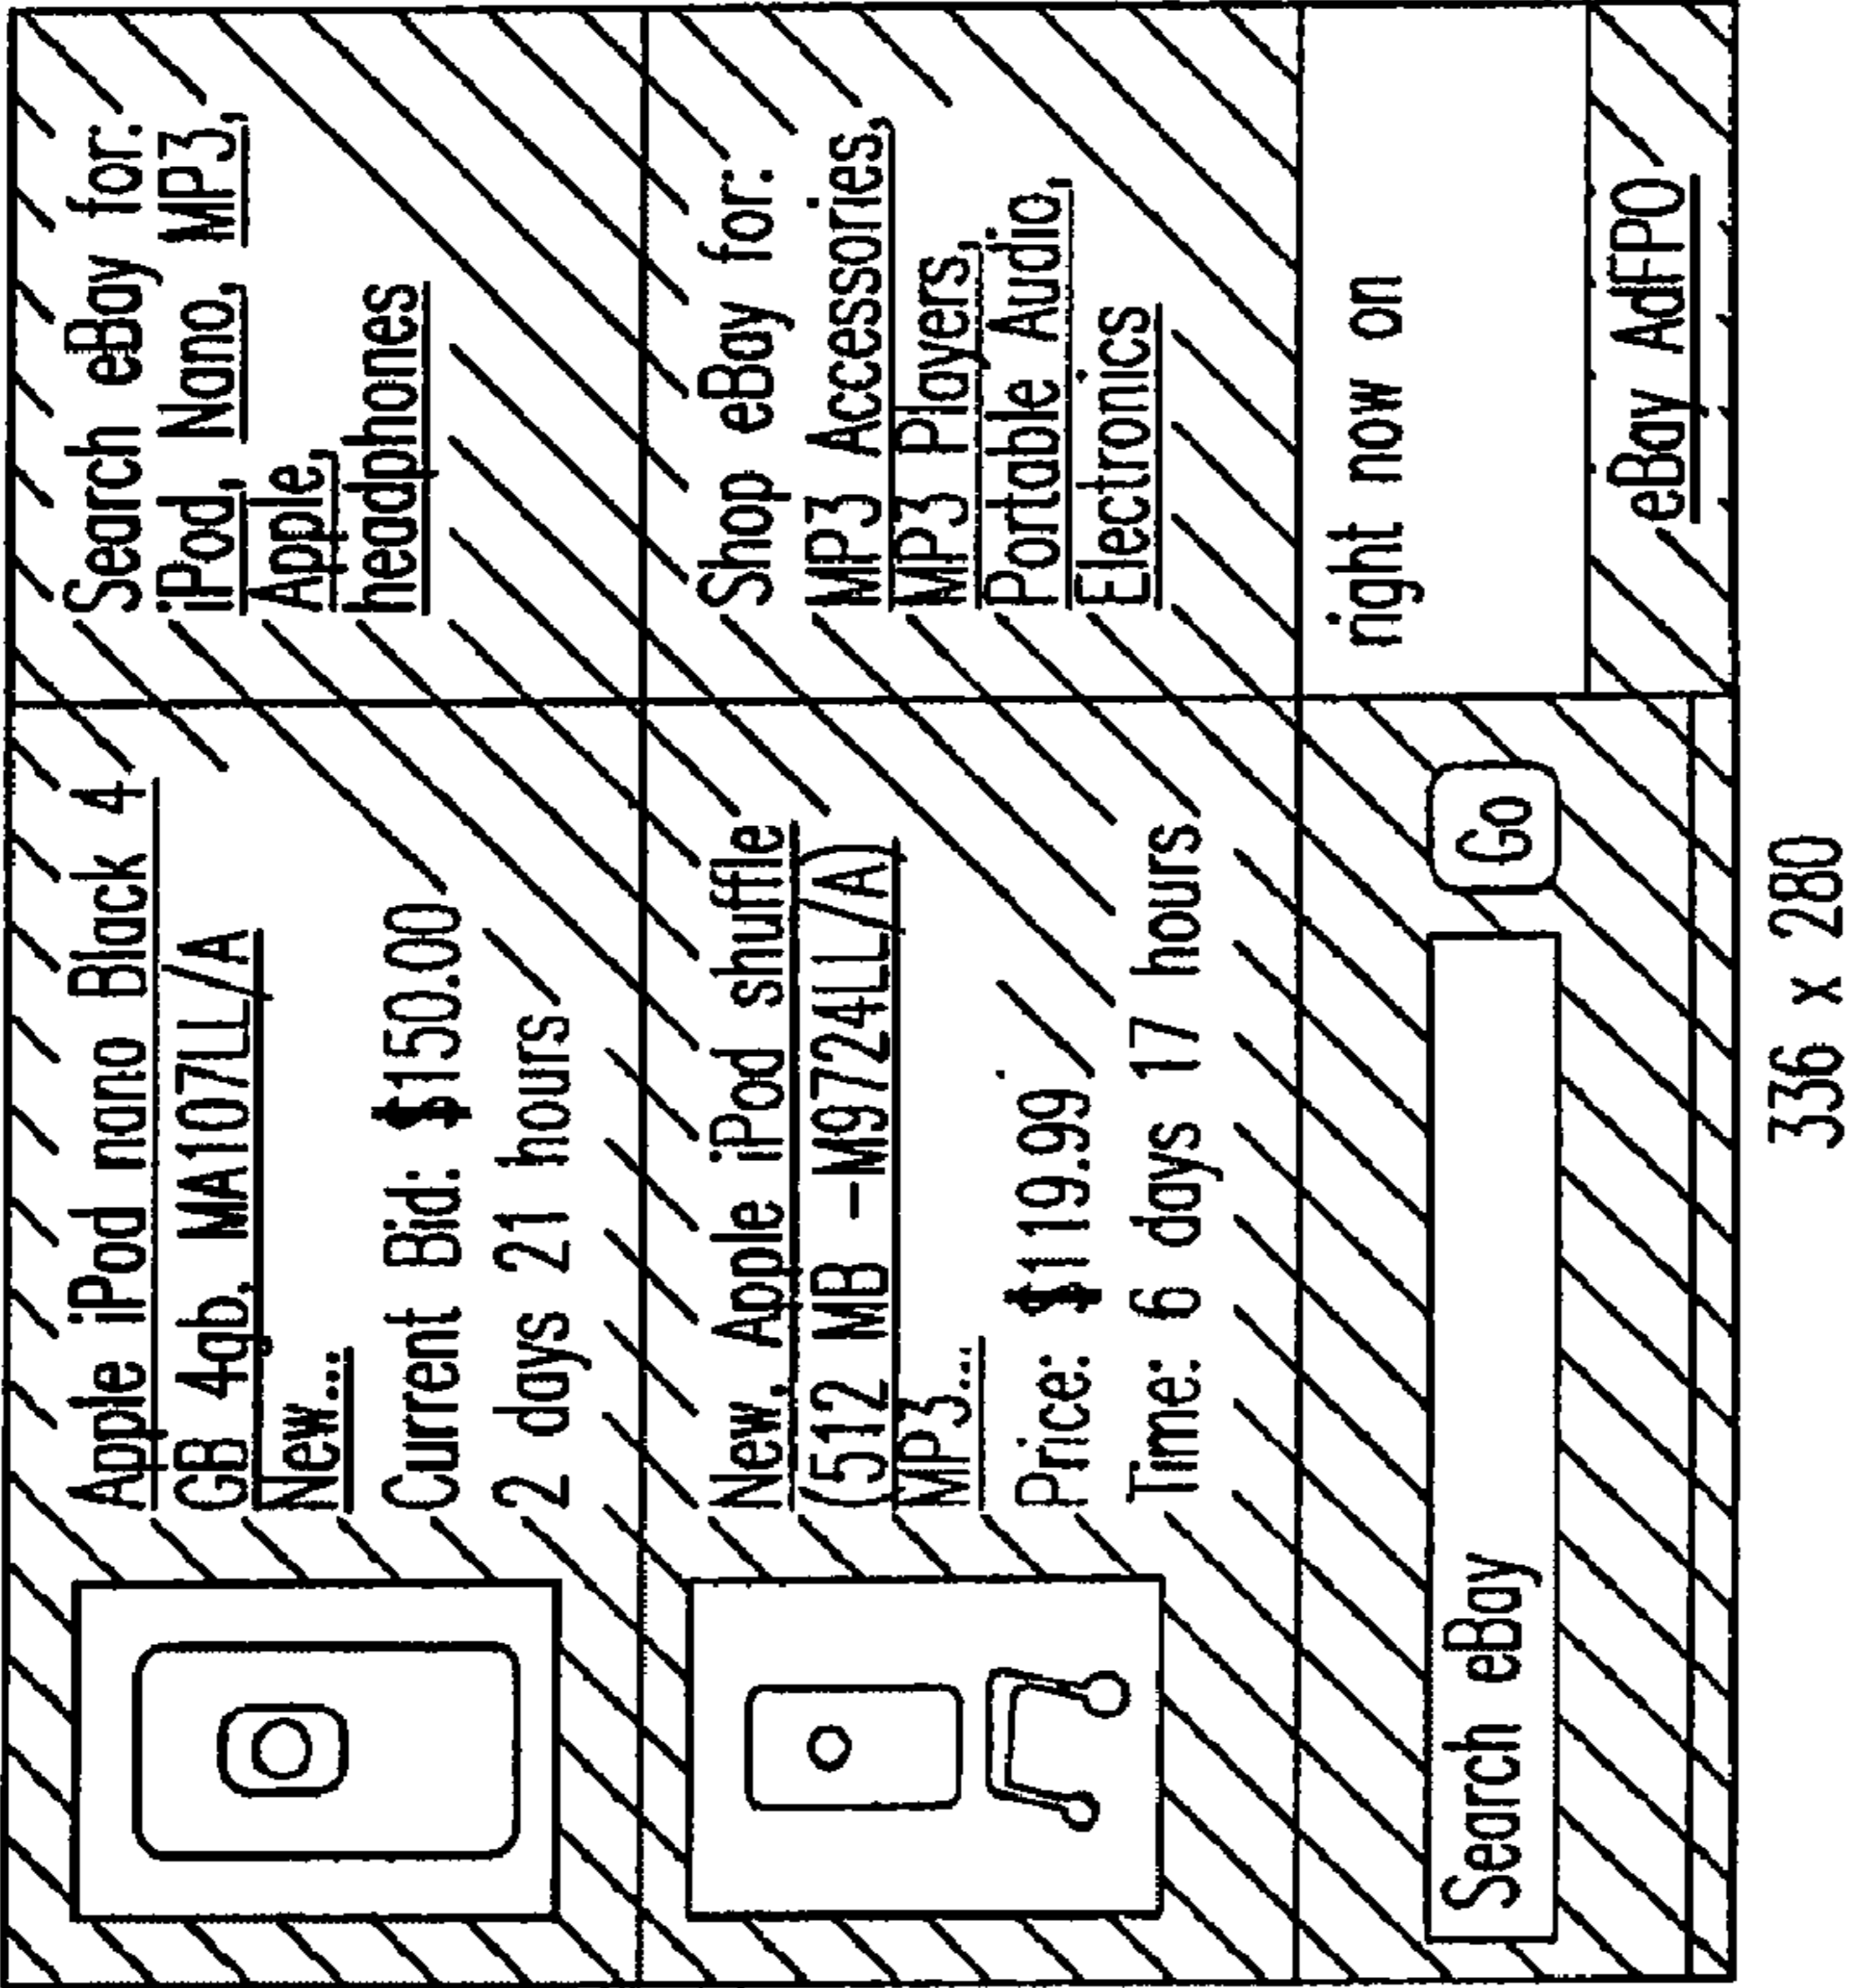 Apple iPod nano Black 4
GB 4gb, MA107LL/A
New...
Current Bid: $150.00
2 days 21 hours
Search eBay for:
iPod, Nano, MP3,
Apple,
headphones
New, Apple iPod shuffle
(512 MB -M9724LL/A)
MP3...
Price: $119.99
Time: 6 days 17 hours
Shop eBay for:
MP3 Accessories,
MP3 Players,
Portable Audio,
Electronics
Search eBay
Go
right now on
eBay AdFPO
336 x 280